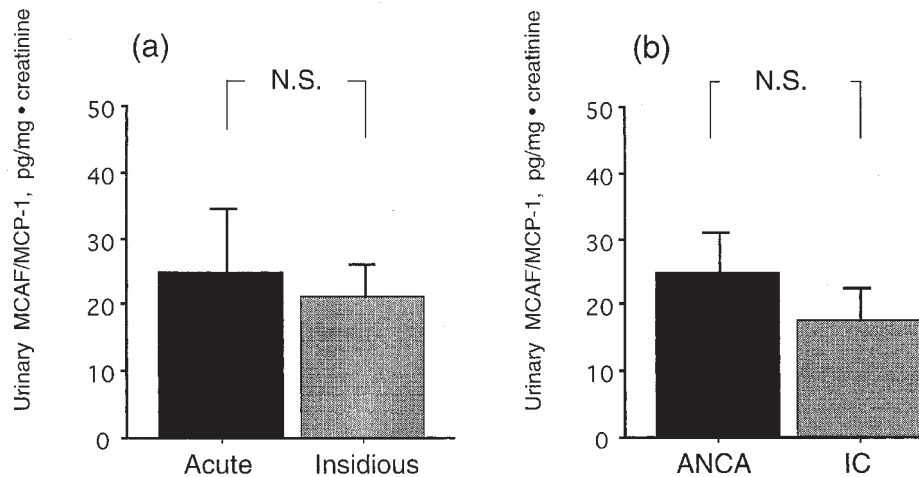 (a)
N.S.
Urinary MCAF/MCP-1, pg/mg • creatinine
50
40
30
20
10
0
Acute Insidious
(b)
N.S.
Urinary MCAF/MCP-1, pg/mg • creatinine
50
40
30
20
10
0
ANCA IC